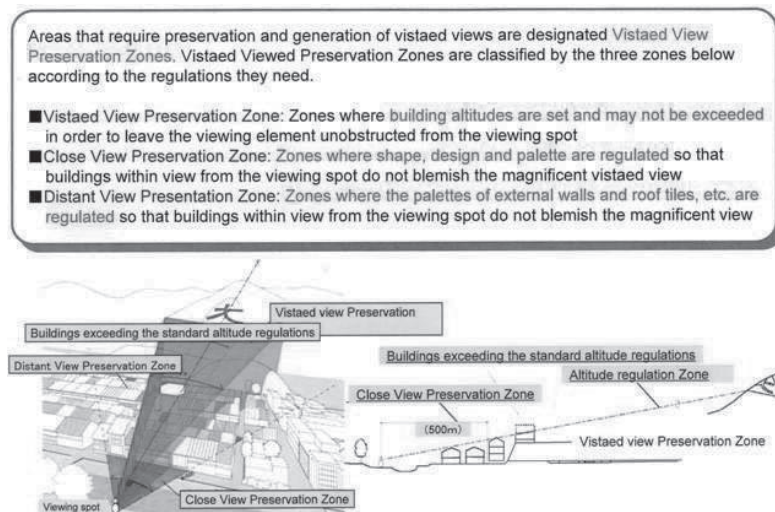 Areas that require preservation and generation of vistaed views are designated Vistaed View
Preservation Zones. Vistaed Viewed Preservation Zones are classified by the three zones below
according to the regulations they need.
■Vistaed View Preservation Zone: Zones where building altitudes are set and may not be exceeded
in order to leave the viewing element unobstructed from the viewing spot
■Close View Preservation Zone: Zones where shape, design and palette are regulated so that
buildings within view from the viewing spot do not blemish the magnificent vistaed view
■Distant View Presentation Zone: Zones where the palettes of external walls and roof tiles, etc. are
regulated so that buildings within view from the viewing spot do not blemish the magnificent view
大
Vistaed view Preservation
Buildings exceeding the standard altitude regulations
Distant View Preservation Zone
Close View Preservation Zone
Viewing spot
Buildings exceeding the standard altitude regulations
Altitude regulation Zone
Close View Preservation Zone
(500m)
Vistaed view Preservation Zone